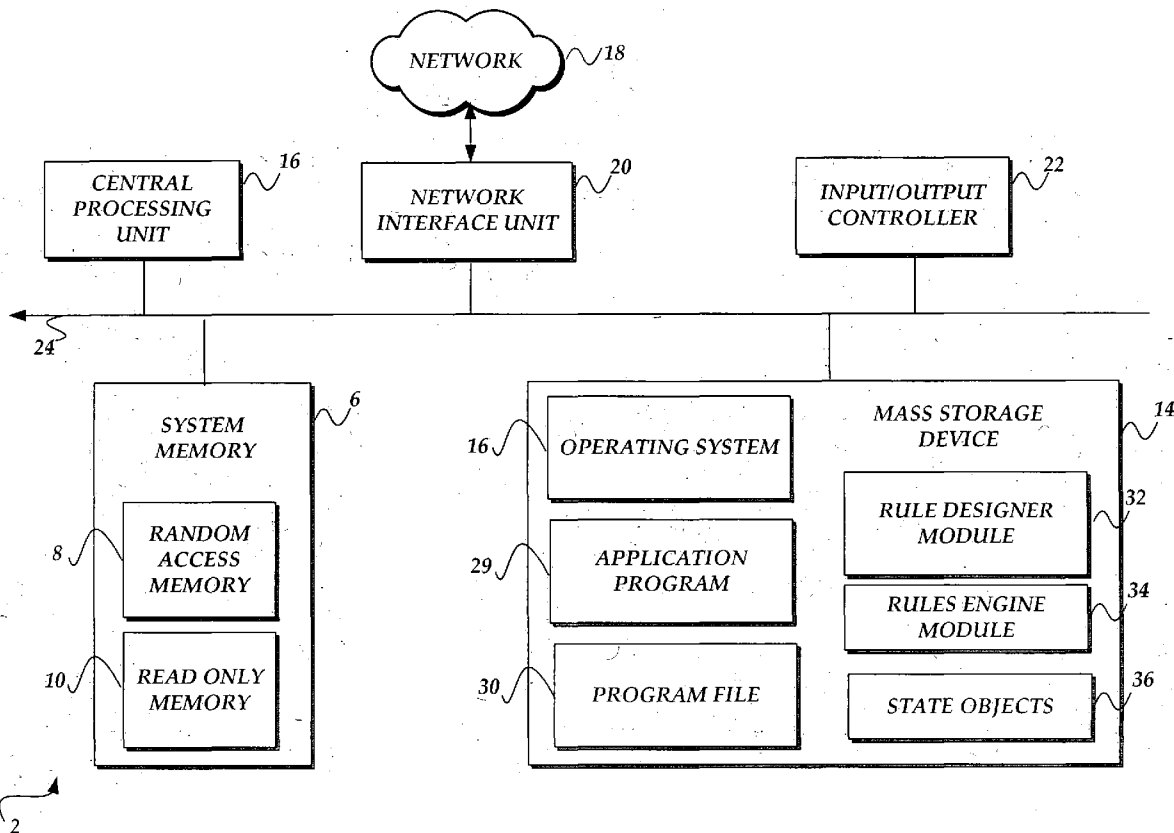 NETWORK
18
CENTRAL
PROCESSING
UNIT
16
NETWORK
INTERFACE UNIT
20
INPUT/OUTPUT
CONTROLLER
22
24
SYSTEM
MEMORY
6
RANDOM
ACCESS
MEMORY
8
READ ONLY
MEMORY
10
MASS STORAGE
DEVICE
14
OPERATING SYSTEM
16
APPLICATION
PROGRAM
29
PROGRAM FILE
30
RULE DESIGNER
MODULE
32
RULES ENGINE
MODULE
34
STATE OBJECTS
36
2